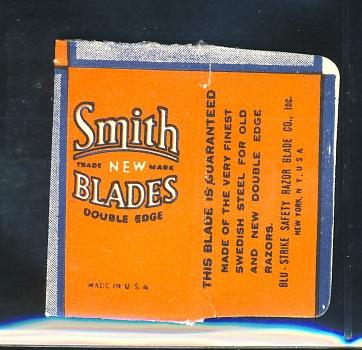 Smith
TRADE NEW MARK
BLADES
DOUBLE EDGE
MADE IN U.S.A.
THIS BLADE IS GUARANTEED
MADE OF THE VERY FINEST
SWEDISH STEEL FOR OLD
AND NEW DOUBLE EDGE
RAZORS.
BLU-STRIKE SAFETY RAZOR BLADE CO., Inc.
NEW YORK, N.Y., U.S.A